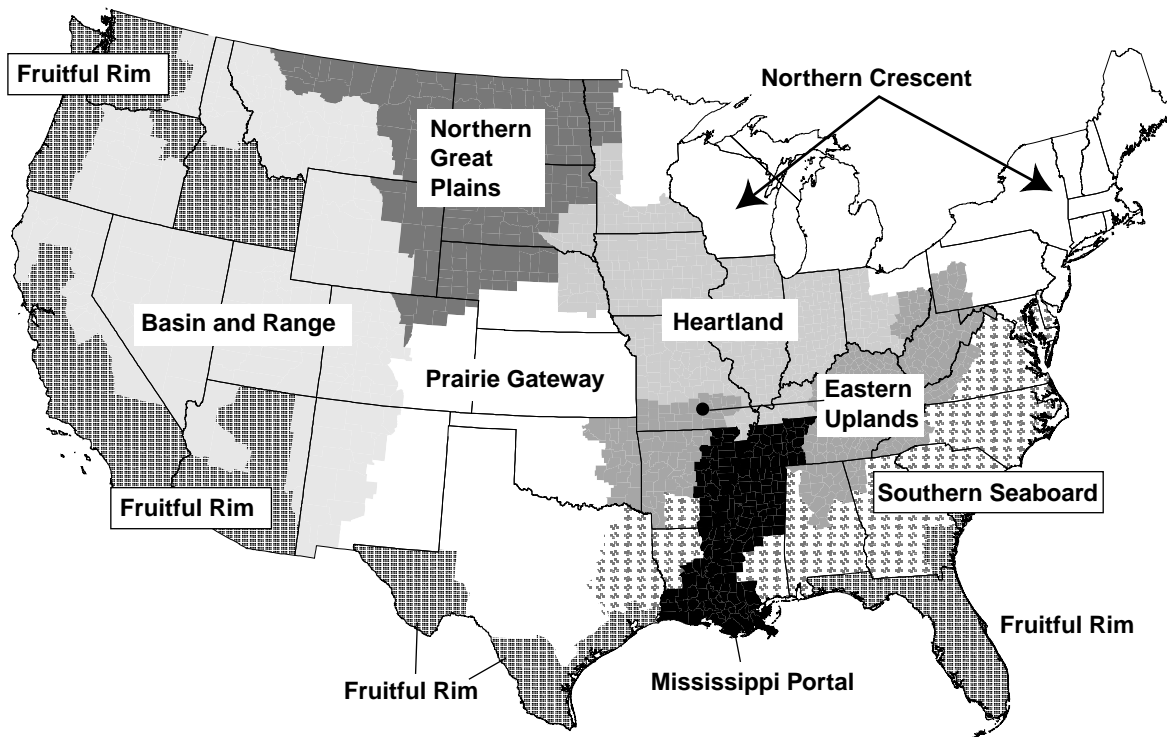 Fruitful Rim
Northern Crescent
Northern
Great
Plains
Basin and Range
Heartland
Prairie Gateway
Eastern
Uplands
Fruitful Rim
Southern Seaboard
Fruitful Rim
Fruitful Rim
Mississippi Portal